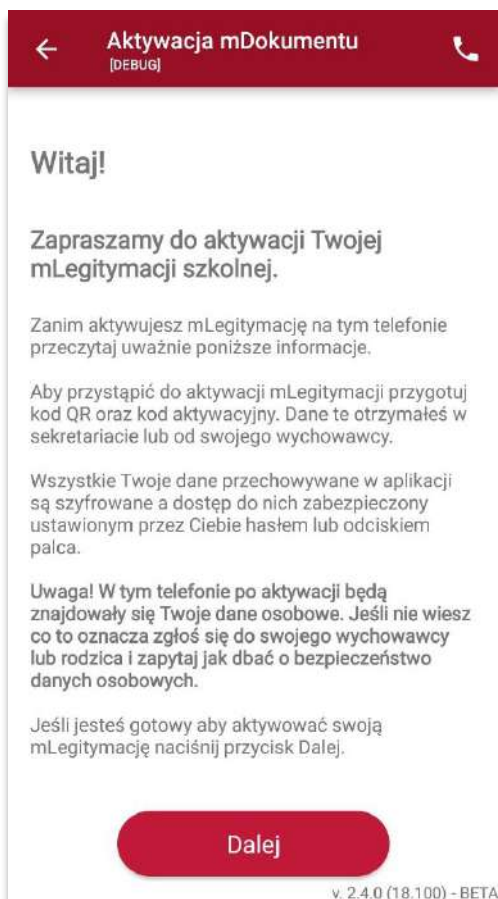 Aktywacja mDokumentu
[DEBUG]
Witaj!
Zapraszamy do aktywacji Twojej
mLegitymacji szkolnej.
Zanim aktywujesz mLegitymację na tym telefonie
przeczytaj uważnie poniższe informacje.
Aby przystąpić do aktywacji mLegitymacji przygotuj
kod QR oraz kod aktywacyjny. Dane te otrzymałeś w
sekretariacie lub od swojego wychowawcy.
Wszystkie Twoje dane przechowywane w aplikacji
są szyfrowane a dostęp do nich zabezpieczony
ustawionym przez Ciebie hasłem lub odciskiem
palca.
Uwaga! W tym telefonie po aktywacji będą
znajdowały się Twoje dane osobowe. Jeśli nie wiesz
co to oznacza zgłoś się do swojego wychowawcy
lub rodzica i zapytaj jak dbać o bezpieczeństwo
danych osobowych.
Jeśli jesteś gotowy aby aktywować swoją
mLegitymację naciśnij przycisk Dalej.
Dalej
v. 2.4.0 (18.100) - BETA